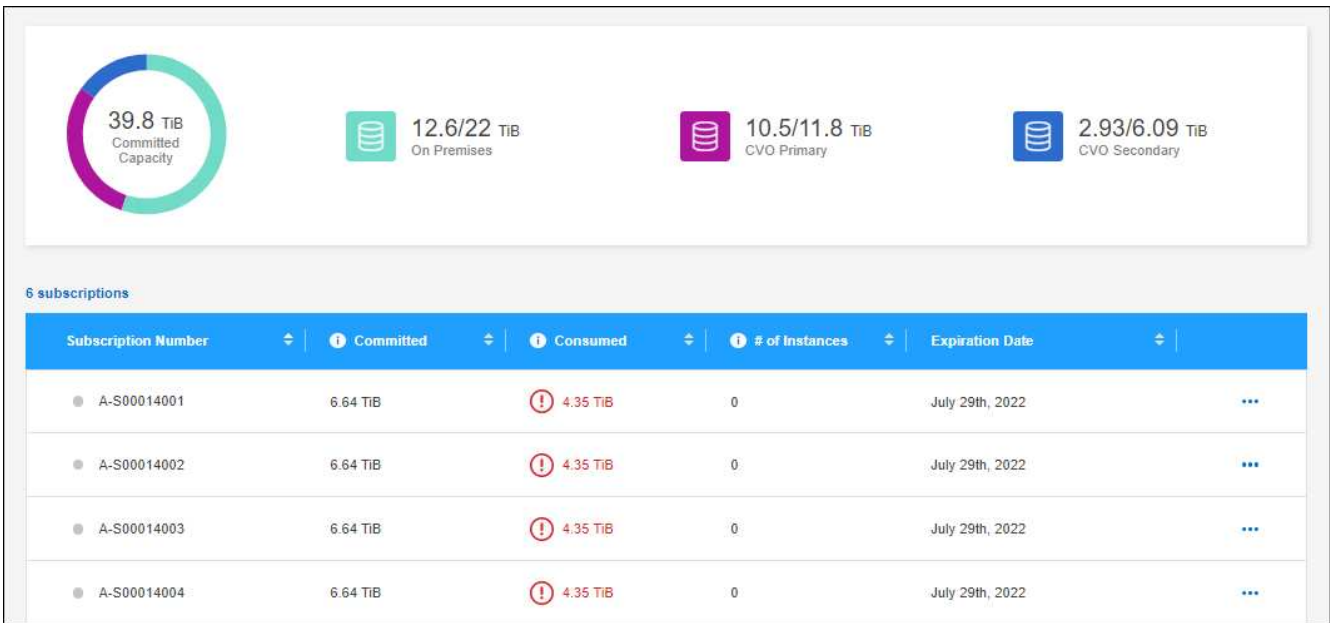 39.8 TiB
Committed
Capacity
12.6/22 TiB
On Premises
10.5/11.8 TiB
CVO Primary
2.93/6.09 TiB
CVO Secondary
6 subscriptions
Subscription Number Committed Consumed # of Instances Expiration Date
A-S00014001 6.64 TiB 4.35 TiB 0 July 29th, 2022
A-S00014002 6.64 TiB 4.35 TiB 0 July 29th, 2022
A-S00014003 6.64 TiB 4.35 TiB 0 July 29th, 2022
A-S00014004 6.64 TiB 4.35 TiB 0 July 29th, 2022